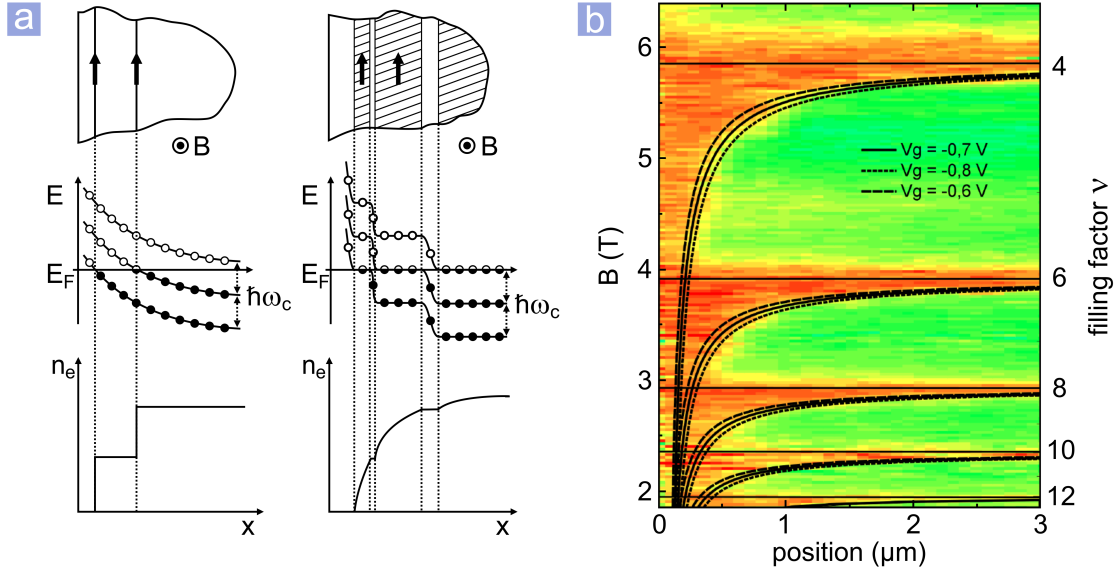 a
B
B
E
E_F
ħω_c
E
E_F
ħω_c
n_e
x
n_e
x
b
6
5
4
3
2
B (T)
0
1
2
3
position (µm)
Vg = -0,7 V
Vg = -0,8 V
Vg = -0,6 V
4
6
8
10
12
filling factor ν